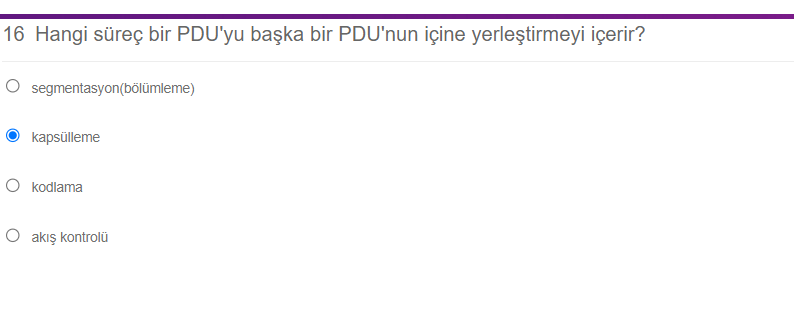 16 Hangi süreç bir PDU'yu başka bir PDU'nun içine yerleştirmeyi içerir?
segmentasyon(bölümleme)
kapsülleme
kodlama
akış kontrolü